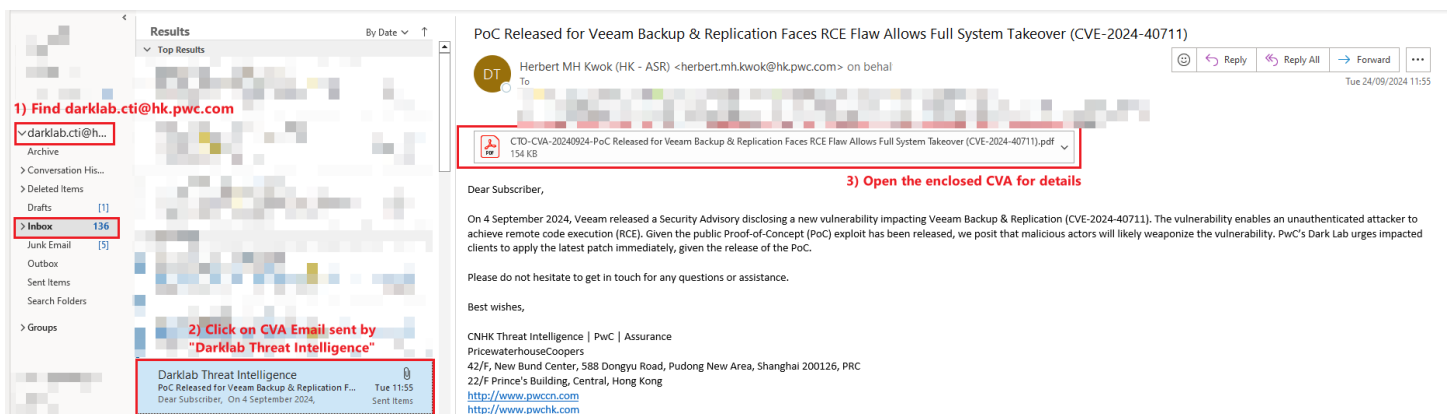 Results
By Date
Top Results
1) Find darklab.cti@hk.pwc.com
darklab.cti@h...
Archive
Conversation His...
Deleted Items
Drafts [1]
Inbox 136
Junk Email [5]
Outbox
Sent Items
Search Folders
Groups
2) Click on CVA Email sent by
"Darklab Threat Intelligence"
Darklab Threat Intelligence
PoC Released for Veeam Backup & Replication F... Tue 11:55
Dear Subscriber, On 4 September 2024, Sent Items
PoC Released for Veeam Backup & Replication Faces RCE Flaw Allows Full System Takeover (CVE-2024-40711)
DT
Herbert MH Kwok (HK - ASR) <herbert.mh.kwok@hk.pwc.com> on behal
To
Reply
Reply All
Forward
Tue 24/09/2024 11:55
PDF
CTO-CVA-20240924-PoC Released for Veeam Backup & Replication Faces RCE Flaw Allows Full System Takeover (CVE-2024-40711).pdf
154 KB
3) Open the enclosed CVA for details
Dear Subscriber,
On 4 September 2024, Veeam released a Security Advisory disclosing a new vulnerability impacting Veeam Backup & Replication (CVE-2024-40711). The vulnerability enables an unauthenticated attacker to
achieve remote code execution (RCE). Given the public Proof-of-Concept (PoC) exploit has been released, we posit that malicious actors will likely weaponize the vulnerability. PwC's Dark Lab urges impacted
clients to apply the latest patch immediately, given the release of the PoC.
Please do not hesitate to get in touch for any questions or assistance.
Best wishes,
CNHK Threat Intelligence | PwC | Assurance
PricewaterhouseCoopers
42/F, New Bund Center, 588 Dongyu Road, Pudong New Area, Shanghai 200126, PRC
22/F Prince's Building, Central, Hong Kong
http://www.pwccn.com
http://www.pwchk.com